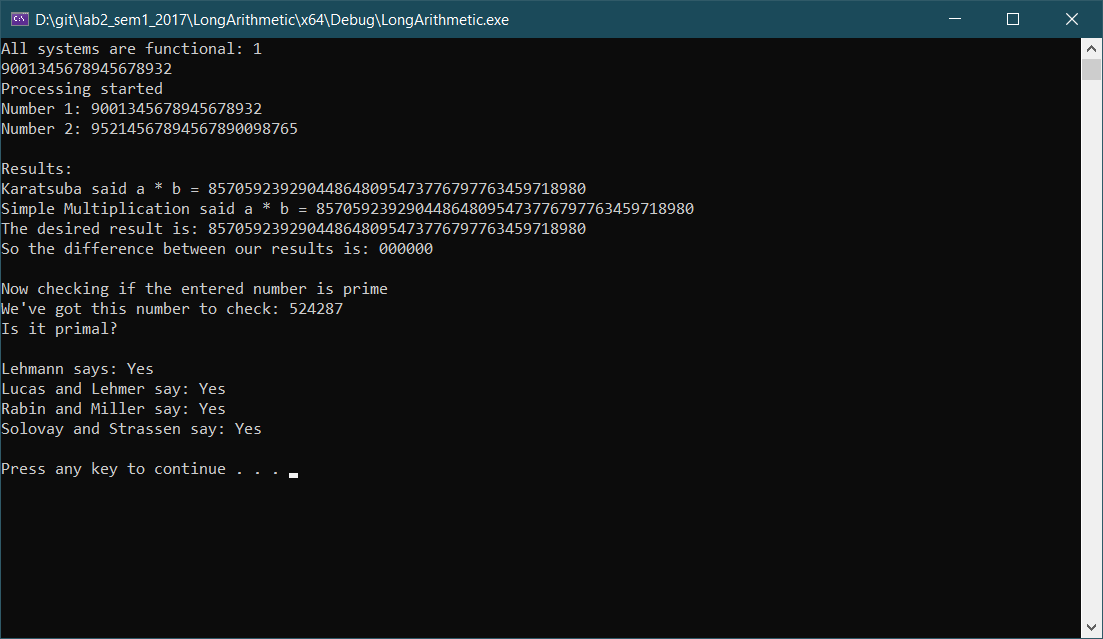 D:\git\lab2_sem1_2017\LongArithmetic\x64\Debug\LongArithmetic.exe
All systems are functional: 1
9001345678945678932
Processing started
Number 1: 9001345678945678932
Number 2: 95214567894567890098765

Results:
Karatsuba said a * b = 857059239290448648095473776797763459718980
Simple Multiplication said a * b = 857059239290448648095473776797763459718980
The desired result is: 857059239290448648095473776797763459718980
So the difference between our results is: 000000

Now checking if the entered number is prime
We've got this number to check: 524287
Is it primal?

Lehmann says: Yes
Lucas and Lehmer say: Yes
Rabin and Miller say: Yes
Solovay and Strassen say: Yes

Press any key to continue . . .